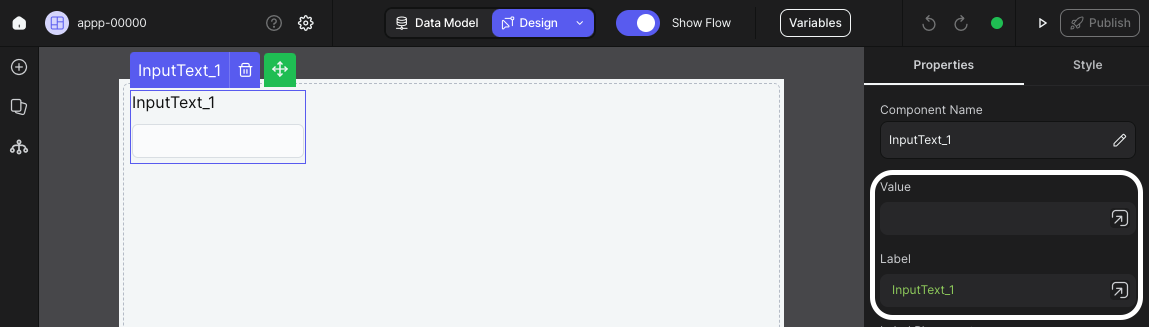 appp-00000
Data Model
Design
Show Flow
Variables
Publish
InputText_1
InputText_1
Properties
Style
Component Name
InputText_1
Value
Label
InputText_1